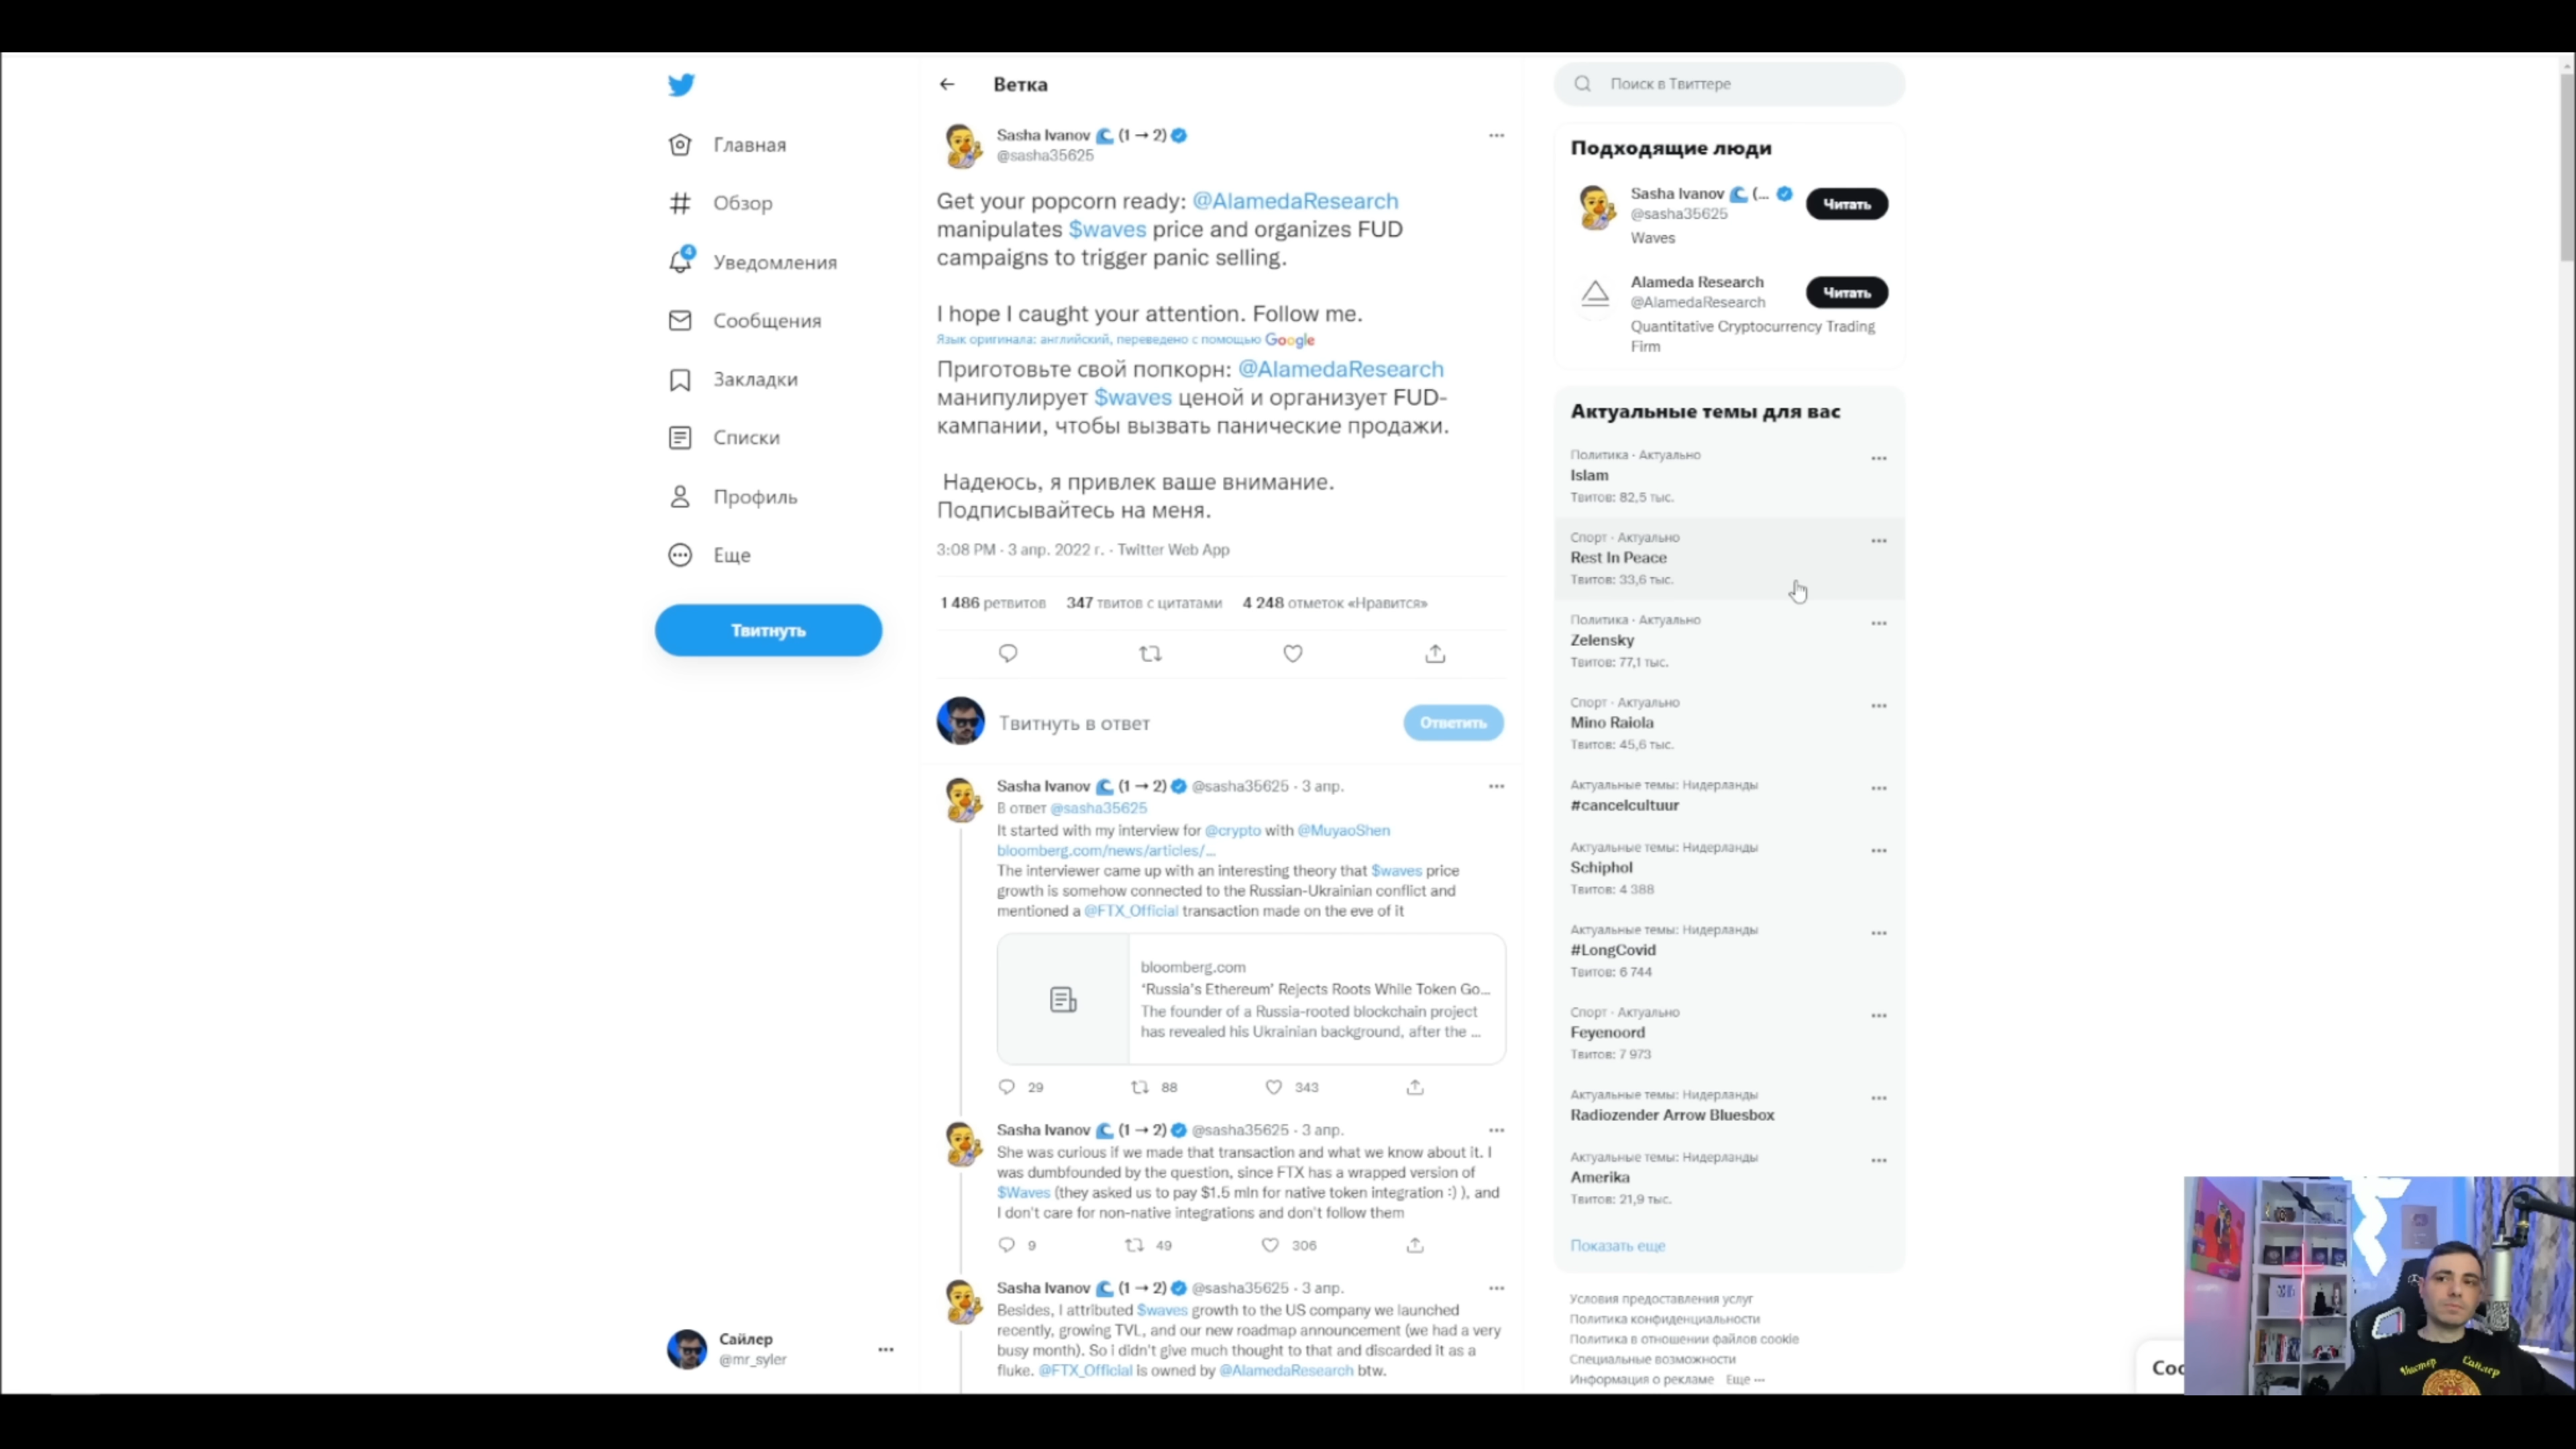 Главная
Обзор
4
Уведомления
Сообщения
Закладки
Списки
Профиль
Еще
Твитнуть
Сайлер
@mr_syler
Ветка
Sasha Ivanov (1 → 2)
@sasha35625
Get your popcorn ready: @AlamedaResearch
manipulates $waves price and organizes FUD
campaigns to trigger panic selling.
I hope I caught your attention. Follow me.
Язык оригинала: английский, переведено с помощью Google
Приготовьте свой попкорн: @AlamedaResearch
манипулирует $waves ценой и организует FUD-
кампании, чтобы вызвать панические продажи.
Надеюсь, я привлек ваше внимание.
Подписывайтесь на меня.
3:08 PM · 3 апр. 2022 г. · Twitter Web App
1 486 ретвитов 347 твитов с цитатами 4 248 отметок «Нравится»
Твитнуть в ответ
Ответить
Sasha Ivanov (1 → 2) @sasha35625 · 3 апр.
В ответ @sasha35625
It started with my interview for @crypto with @MuyaoShen
bloomberg.com/news/articles/...
The interviewer came up with an interesting theory that $waves price
growth is somehow connected to the Russian-Ukrainian conflict and
mentioned a @FTX_Official transaction made on the eve of it
bloomberg.com
‘Russia’s Ethereum’ Rejects Roots While Token Go...
The founder of a Russia-rooted blockchain project
has revealed his Ukrainian background, after the ...
29 88 343
Sasha Ivanov (1 → 2) @sasha35625 · 3 апр.
She was curious if we made that transaction and what we know about it. I
was dumbfounded by the question, since FTX has a wrapped version of
$Waves (they asked us to pay $1.5 mln for native token integration :) ), and
I don't care for non-native integrations and don't follow them
9 49 306
Sasha Ivanov (1 → 2) @sasha35625 · 3 апр.
Besides, I attributed $waves growth to the US company we launched
recently, growing TVL, and our new roadmap announcement (we had a very
busy month). So i didn't give much thought to that and discarded it as a
fluke. @FTX_Official is owned by @AlamedaResearch btw.
Поиск в Твиттере
Подходящие люди
Sasha Ivanov (...
@sasha35625
Waves
Читать
Alameda Research
@AlamedaResearch
Quantitative Cryptocurrency Trading
Firm
Читать
Актуальные темы для вас
Политика · Актуально
Islam
Твитов: 82,5 тыс.
Спорт · Актуально
Rest In Peace
Твитов: 33,6 тыс.
Политика · Актуально
Zelensky
Твитов: 77,1 тыс.
Спорт · Актуально
Mino Raiola
Твитов: 45,6 тыс.
Актуальные темы: Нидерланды
#cancelcultuur
Актуальные темы: Нидерланды
Schiphol
Твитов: 4 388
Актуальные темы: Нидерланды
#LongCovid
Твитов: 6 744
Спорт · Актуально
Feyenoord
Твитов: 7 973
Актуальные темы: Нидерланды
Radiozender Arrow Bluesbox
Актуальные темы: Нидерланды
Amerika
Твитов: 21,9 тыс.
Показать еще
Условия предоставления услуг
Политика конфиденциальности
Политика в отношении файлов cookie
Специальные возможности
Информация о рекламе Еще ···
Соо
Мистер Сайлер